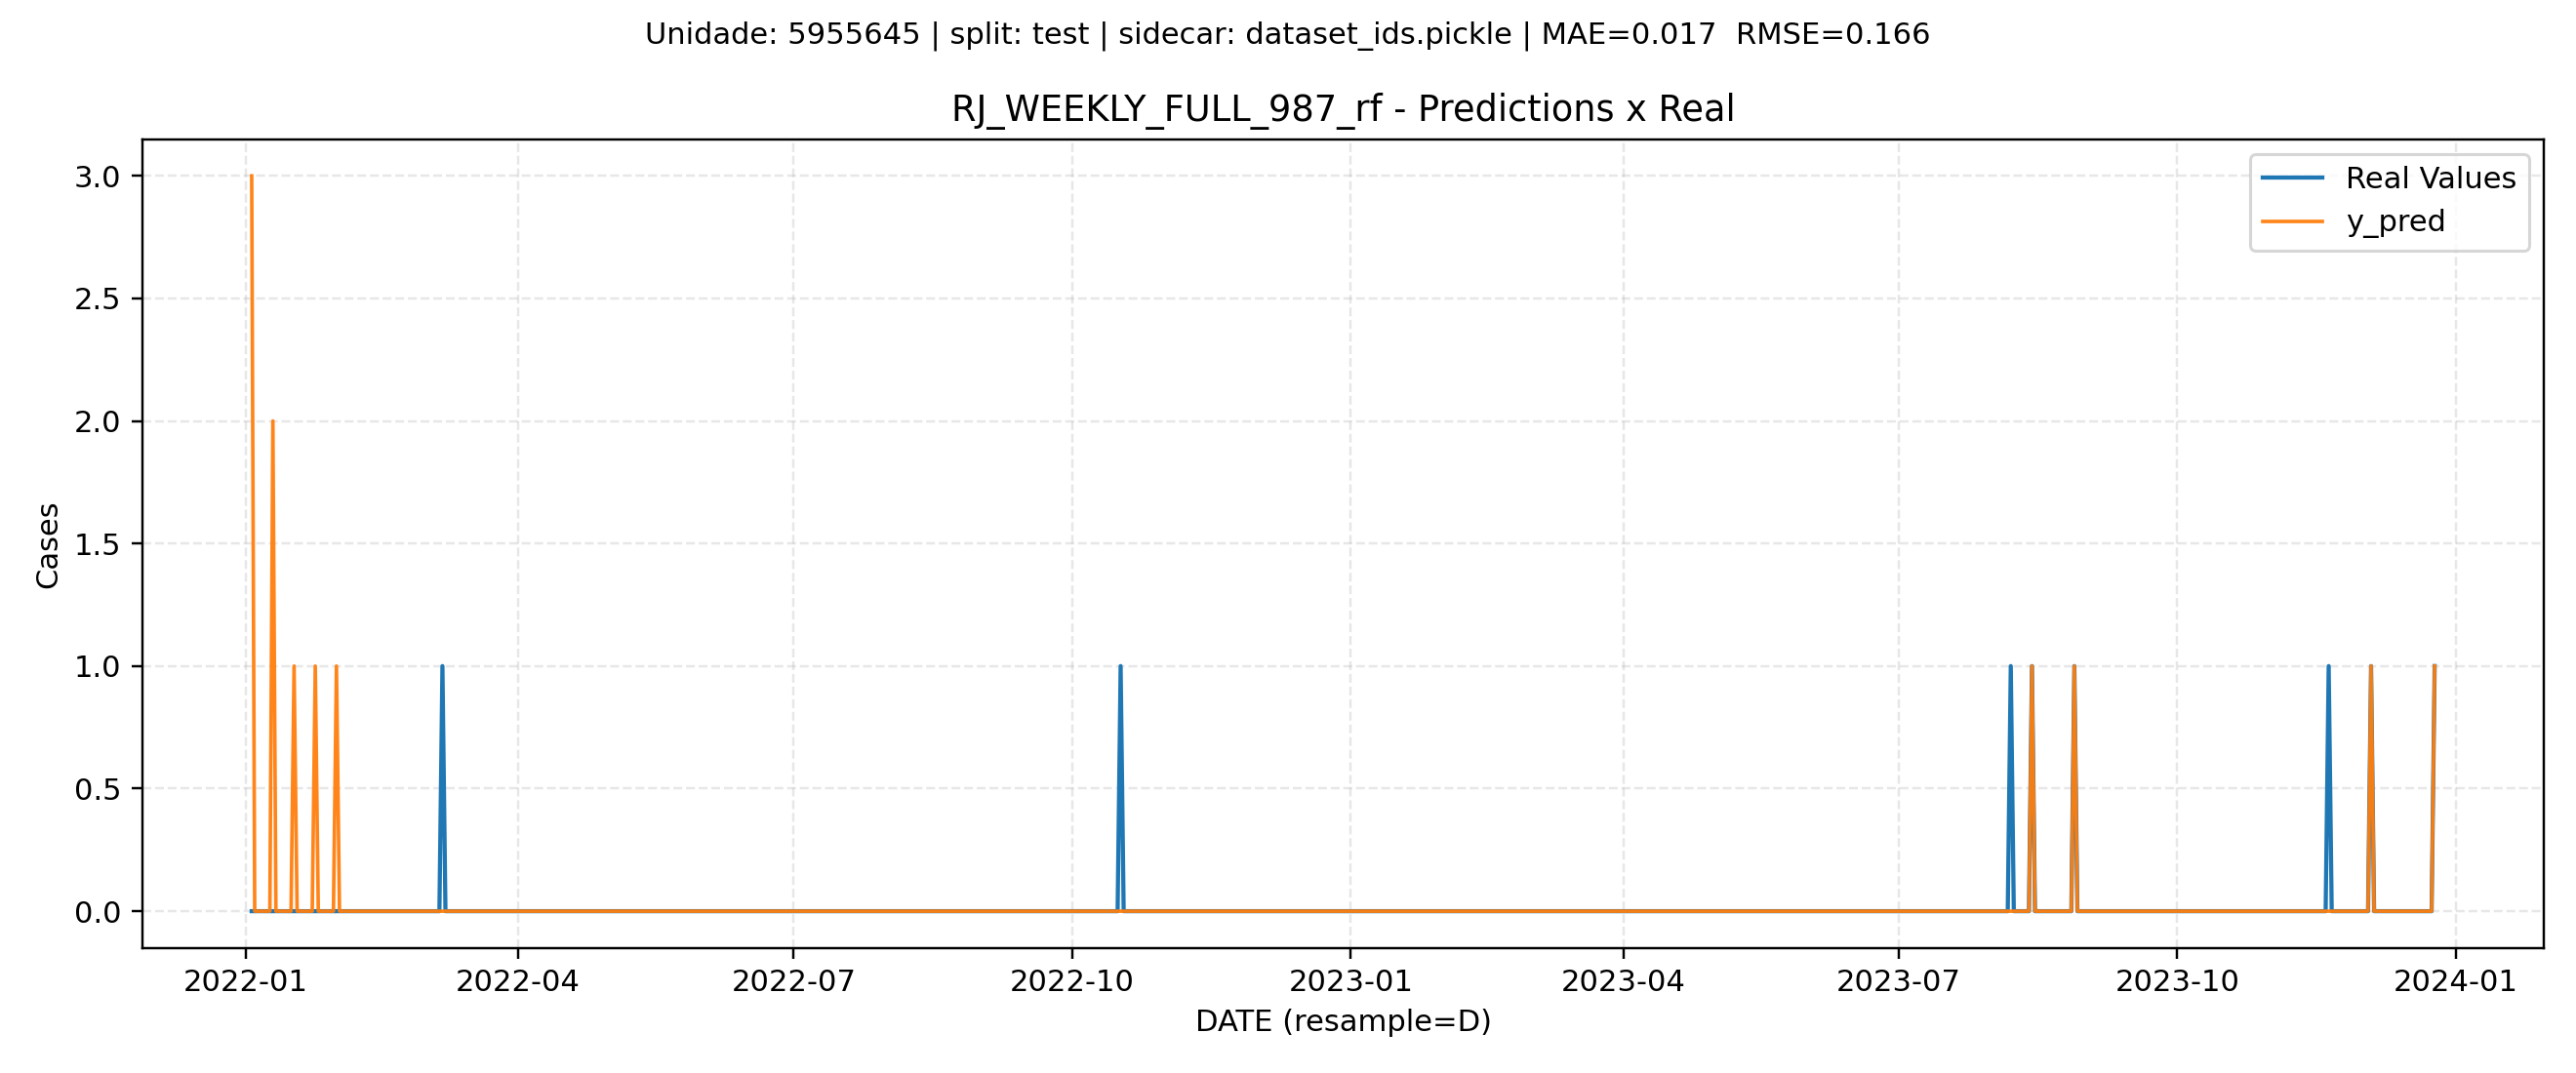 Unidade: 5955645 | split: test | sidecar: dataset_ids.pickle | MAE=0.017  RMSE=0.166
RJ_WEEKLY_FULL_987_rf - Predictions x Real
Real Values
y_pred
Cases
3.0
2.5
2.0
1.5
1.0
0.5
0.0
2022-01
2022-04
2022-07
2022-10
2023-01
2023-04
2023-07
2023-10
2024-01
DATE (resample=D)